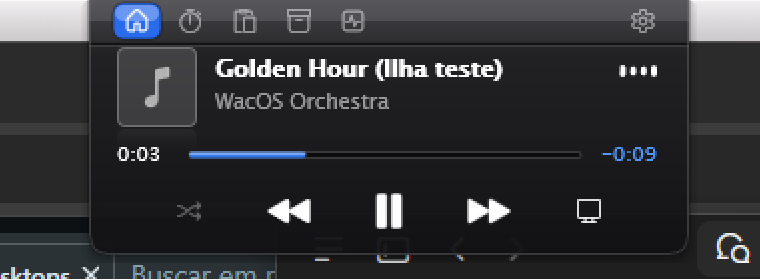 Golden Hour (Ilha teste)
WacOS Orchestra
0:03
-0:09
sktops
Buscar em r